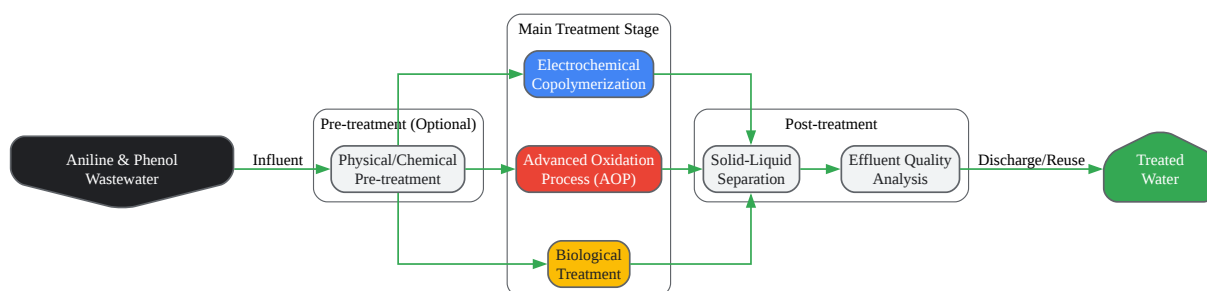 Main Treatment Stage
Electrochemical
Copolymerization
Pre-treatment (Optional)
Post-treatment
Aniline & Phenol
Wastewater
Influent
Physical/Chemical
Pre-treatment
Advanced Oxidation
Process (AOP)
Solid-Liquid
Separation
Effluent Quality
Analysis
Discharge/Reuse
Treated
Water
Biological
Treatment